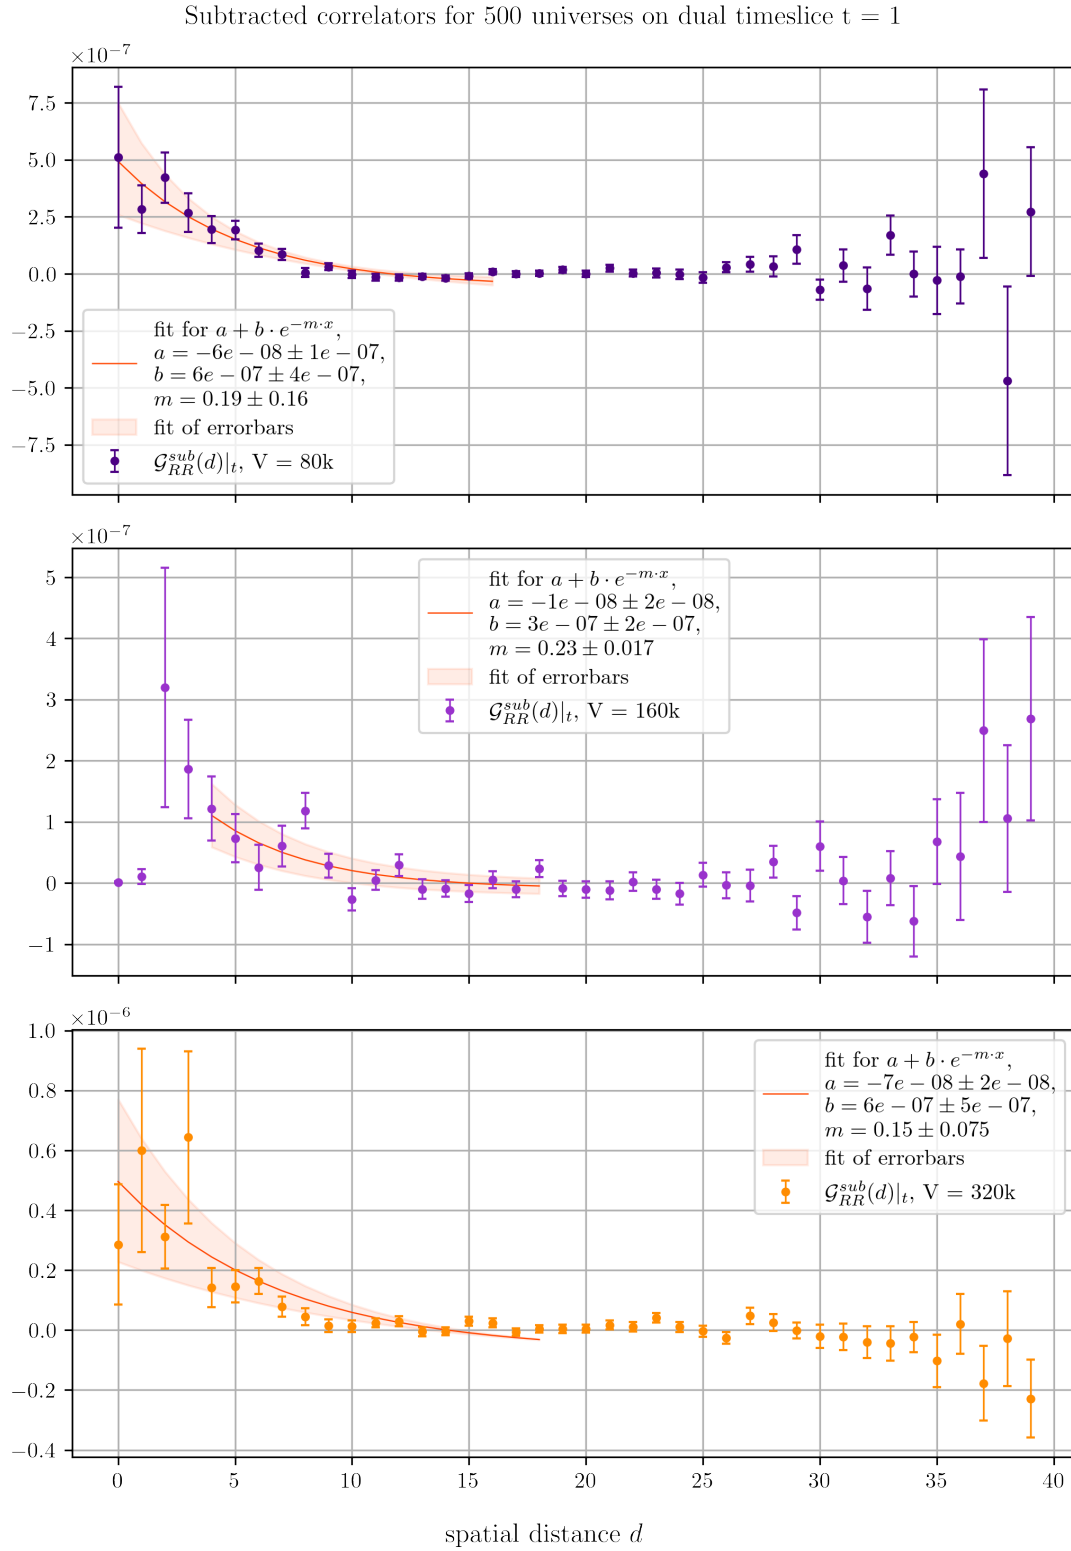 Subtracted correlators for 500 universes on dual timeslice t = 1
×10⁻⁷
7.5
5.0
2.5
0.0
−2.5
−5.0
−7.5
fit for a + b · e^{−m·x},
a = −6e − 08 ± 1e − 07,
b = 6e − 07 ± 4e − 07,
m = 0.19 ± 0.16
fit of errorbars
𝒢^{sub}_{RR}(d)|_t, V = 80k
×10⁻⁷
5
4
3
2
1
0
−1
fit for a + b · e^{−m·x},
a = −1e − 08 ± 2e − 08,
b = 3e − 07 ± 2e − 07,
m = 0.23 ± 0.017
fit of errorbars
𝒢^{sub}_{RR}(d)|_t, V = 160k
×10⁻⁶
1.0
0.8
0.6
0.4
0.2
0.0
−0.2
−0.4
fit for a + b · e^{−m·x},
a = −7e − 08 ± 2e − 08,
b = 6e − 07 ± 5e − 07,
m = 0.15 ± 0.075
fit of errorbars
𝒢^{sub}_{RR}(d)|_t, V = 320k
0 5 10 15 20 25 30 35 40
spatial distance d